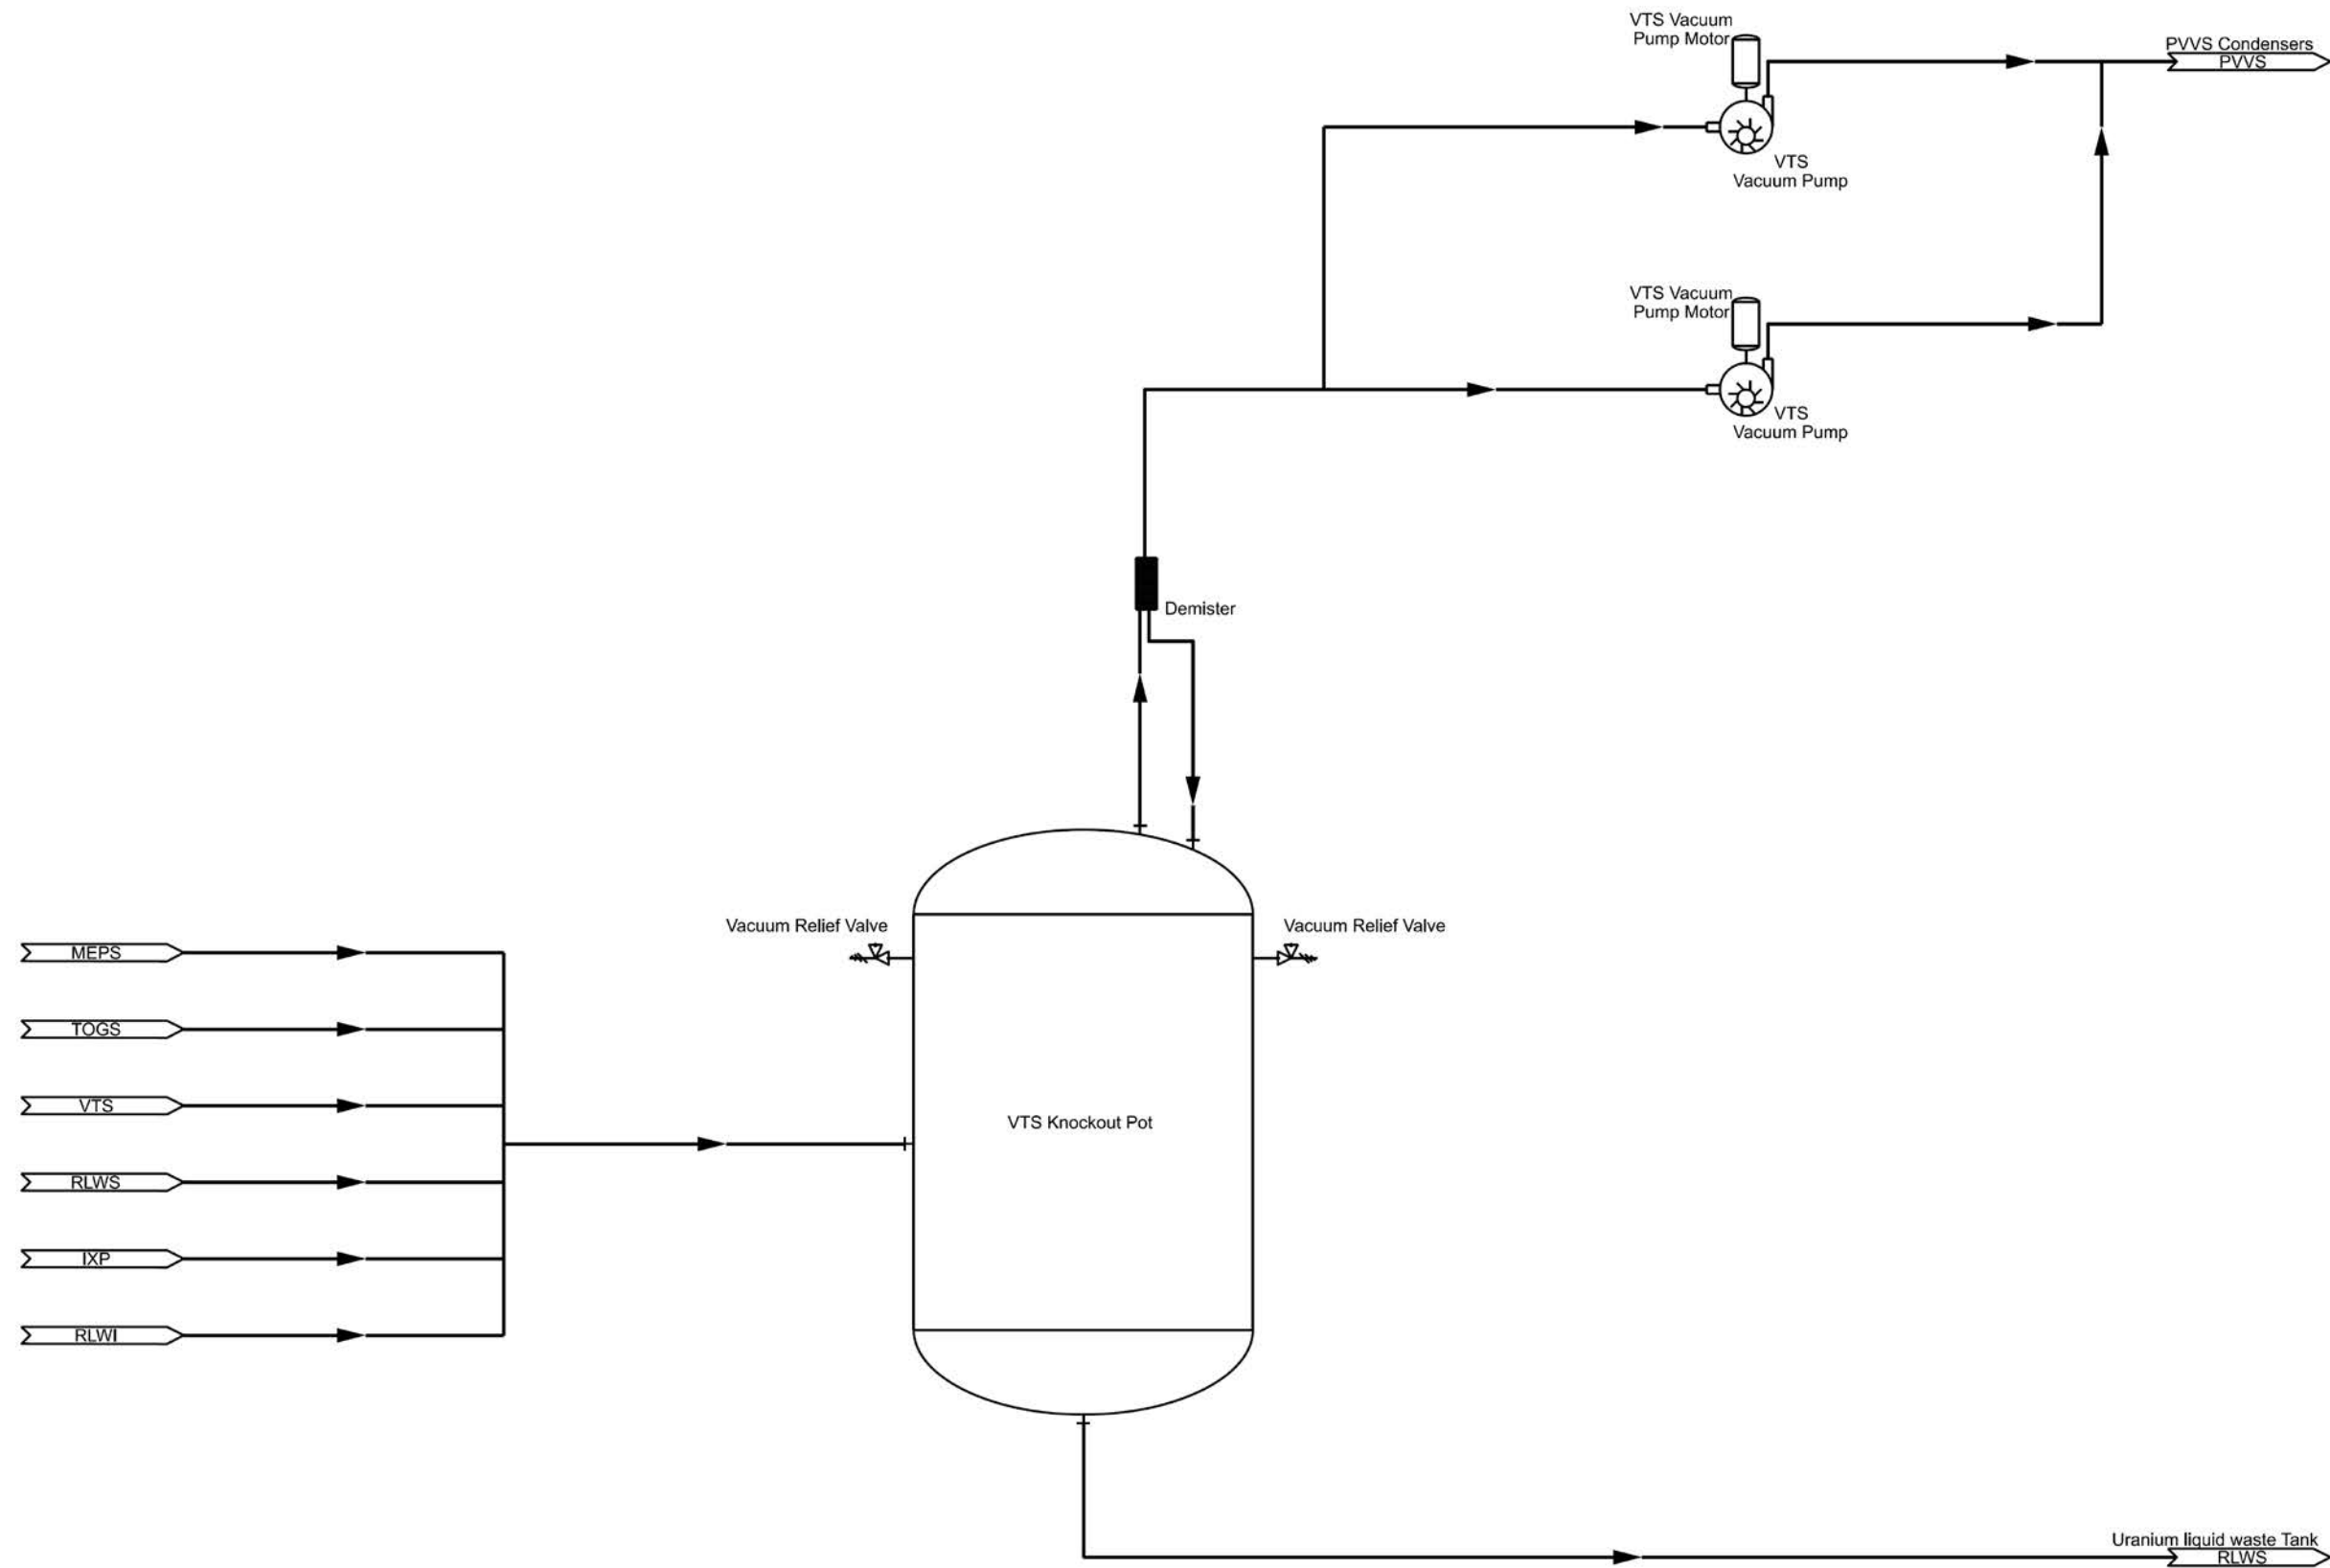 VTS Vacuum
Pump Motor
PVVS Condensers
PVVS
VTS
Vacuum Pump
VTS Vacuum
Pump Motor
VTS
Vacuum Pump
Demister
Vacuum Relief Valve
Vacuum Relief Valve
MEPS
TOGS
VTS
VTS Knockout Pot
RLWS
IXP
RLWI
Uranium liquid waste Tank
RLWS